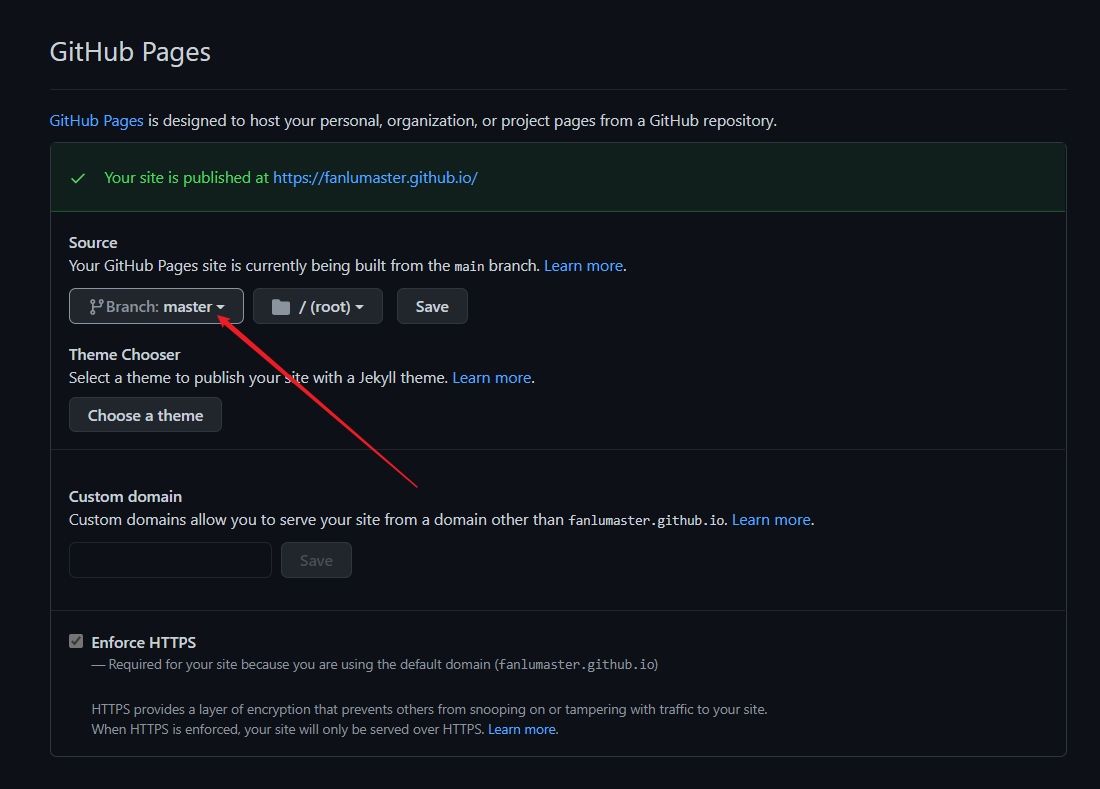 GitHub Pages
GitHub Pages is designed to host your personal, organization, or project pages from a GitHub repository.
Your site is published at https://fanlumaster.github.io/
Source
Your GitHub Pages site is currently being built from the main branch. Learn more.
Branch: master / (root) Save
Theme Chooser
Select a theme to publish your site with a Jekyll theme. Learn more.
Choose a theme
Custom domain
Custom domains allow you to serve your site from a domain other than fanlumaster.github.io. Learn more.
Save
Enforce HTTPS
— Required for your site because you are using the default domain (fanlumaster.github.io)
HTTPS provides a layer of encryption that prevents others from snooping on or tampering with traffic to your site.
When HTTPS is enforced, your site will only be served over HTTPS. Learn more.